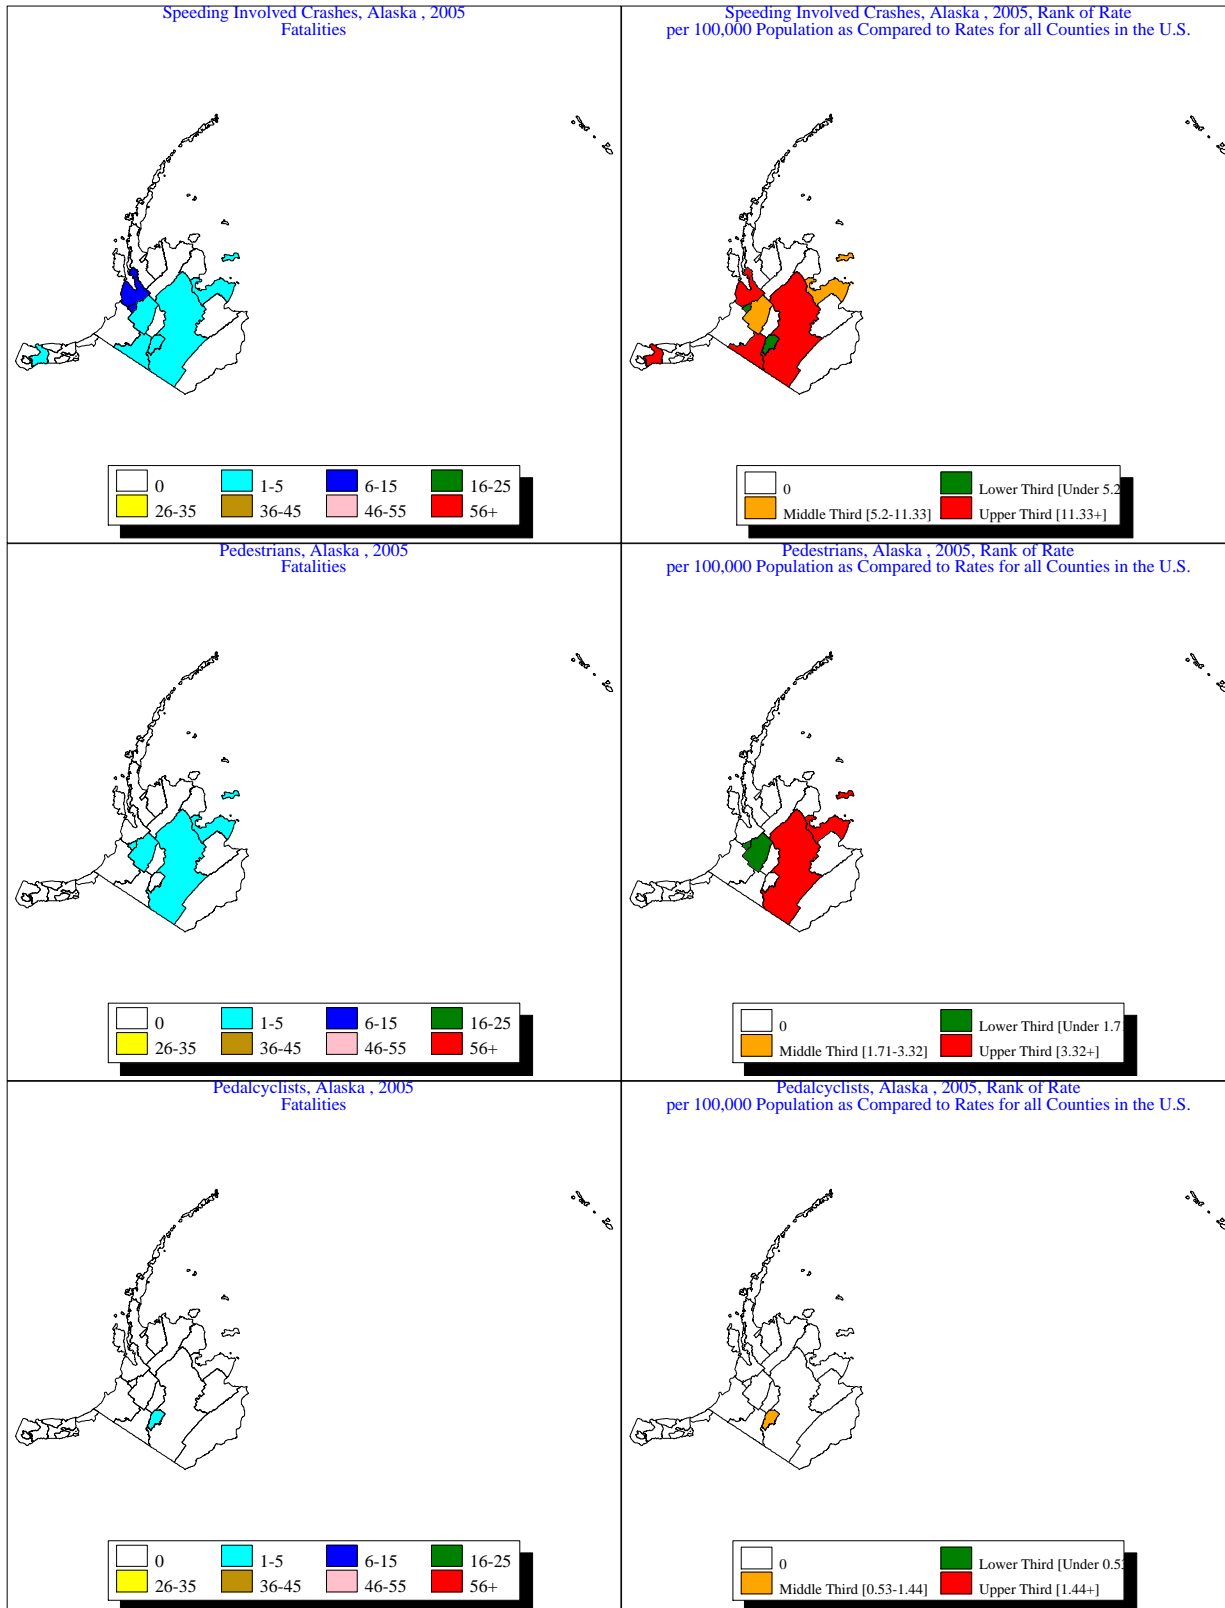 Speeding Involved Crashes, Alaska , 2005
Fatalities
0
1-5
6-15
16-25
26-35
36-45
46-55
56+
Speeding Involved Crashes, Alaska , 2005, Rank of Rate
per 100,000 Population as Compared to Rates for all Counties in the U.S.
0
Lower Third [Under 5.2
Middle Third [5.2-11.33]
Upper Third [11.33+]
Pedestrians, Alaska , 2005
Fatalities
0
1-5
6-15
16-25
26-35
36-45
46-55
56+
Pedestrians, Alaska , 2005, Rank of Rate
per 100,000 Population as Compared to Rates for all Counties in the U.S.
0
Lower Third [Under 1.71
Middle Third [1.71-3.32]
Upper Third [3.32+]
Pedalcyclists, Alaska , 2005
Fatalities
0
1-5
6-15
16-25
26-35
36-45
46-55
56+
Pedalcyclists, Alaska , 2005, Rank of Rate
per 100,000 Population as Compared to Rates for all Counties in the U.S.
0
Lower Third [Under 0.53
Middle Third [0.53-1.44]
Upper Third [1.44+]